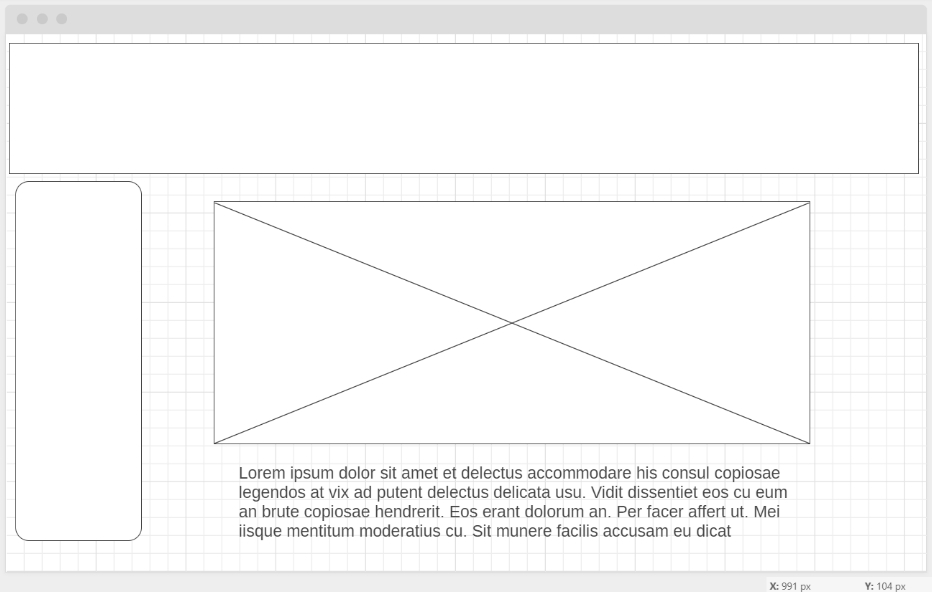 Lorem ipsum dolor sit amet et delectus accommodare his consul copiosae
legendos at vix ad putent delectus delicata usu. Vidit dissentiet eos cu eum
an brute copiosae hendrerit. Eos erant dolorum an. Per facer affert ut. Mei
iisque mentitum moderatius cu. Sit munere facilis accusam eu dicat
X: 991 px Y: 104 px